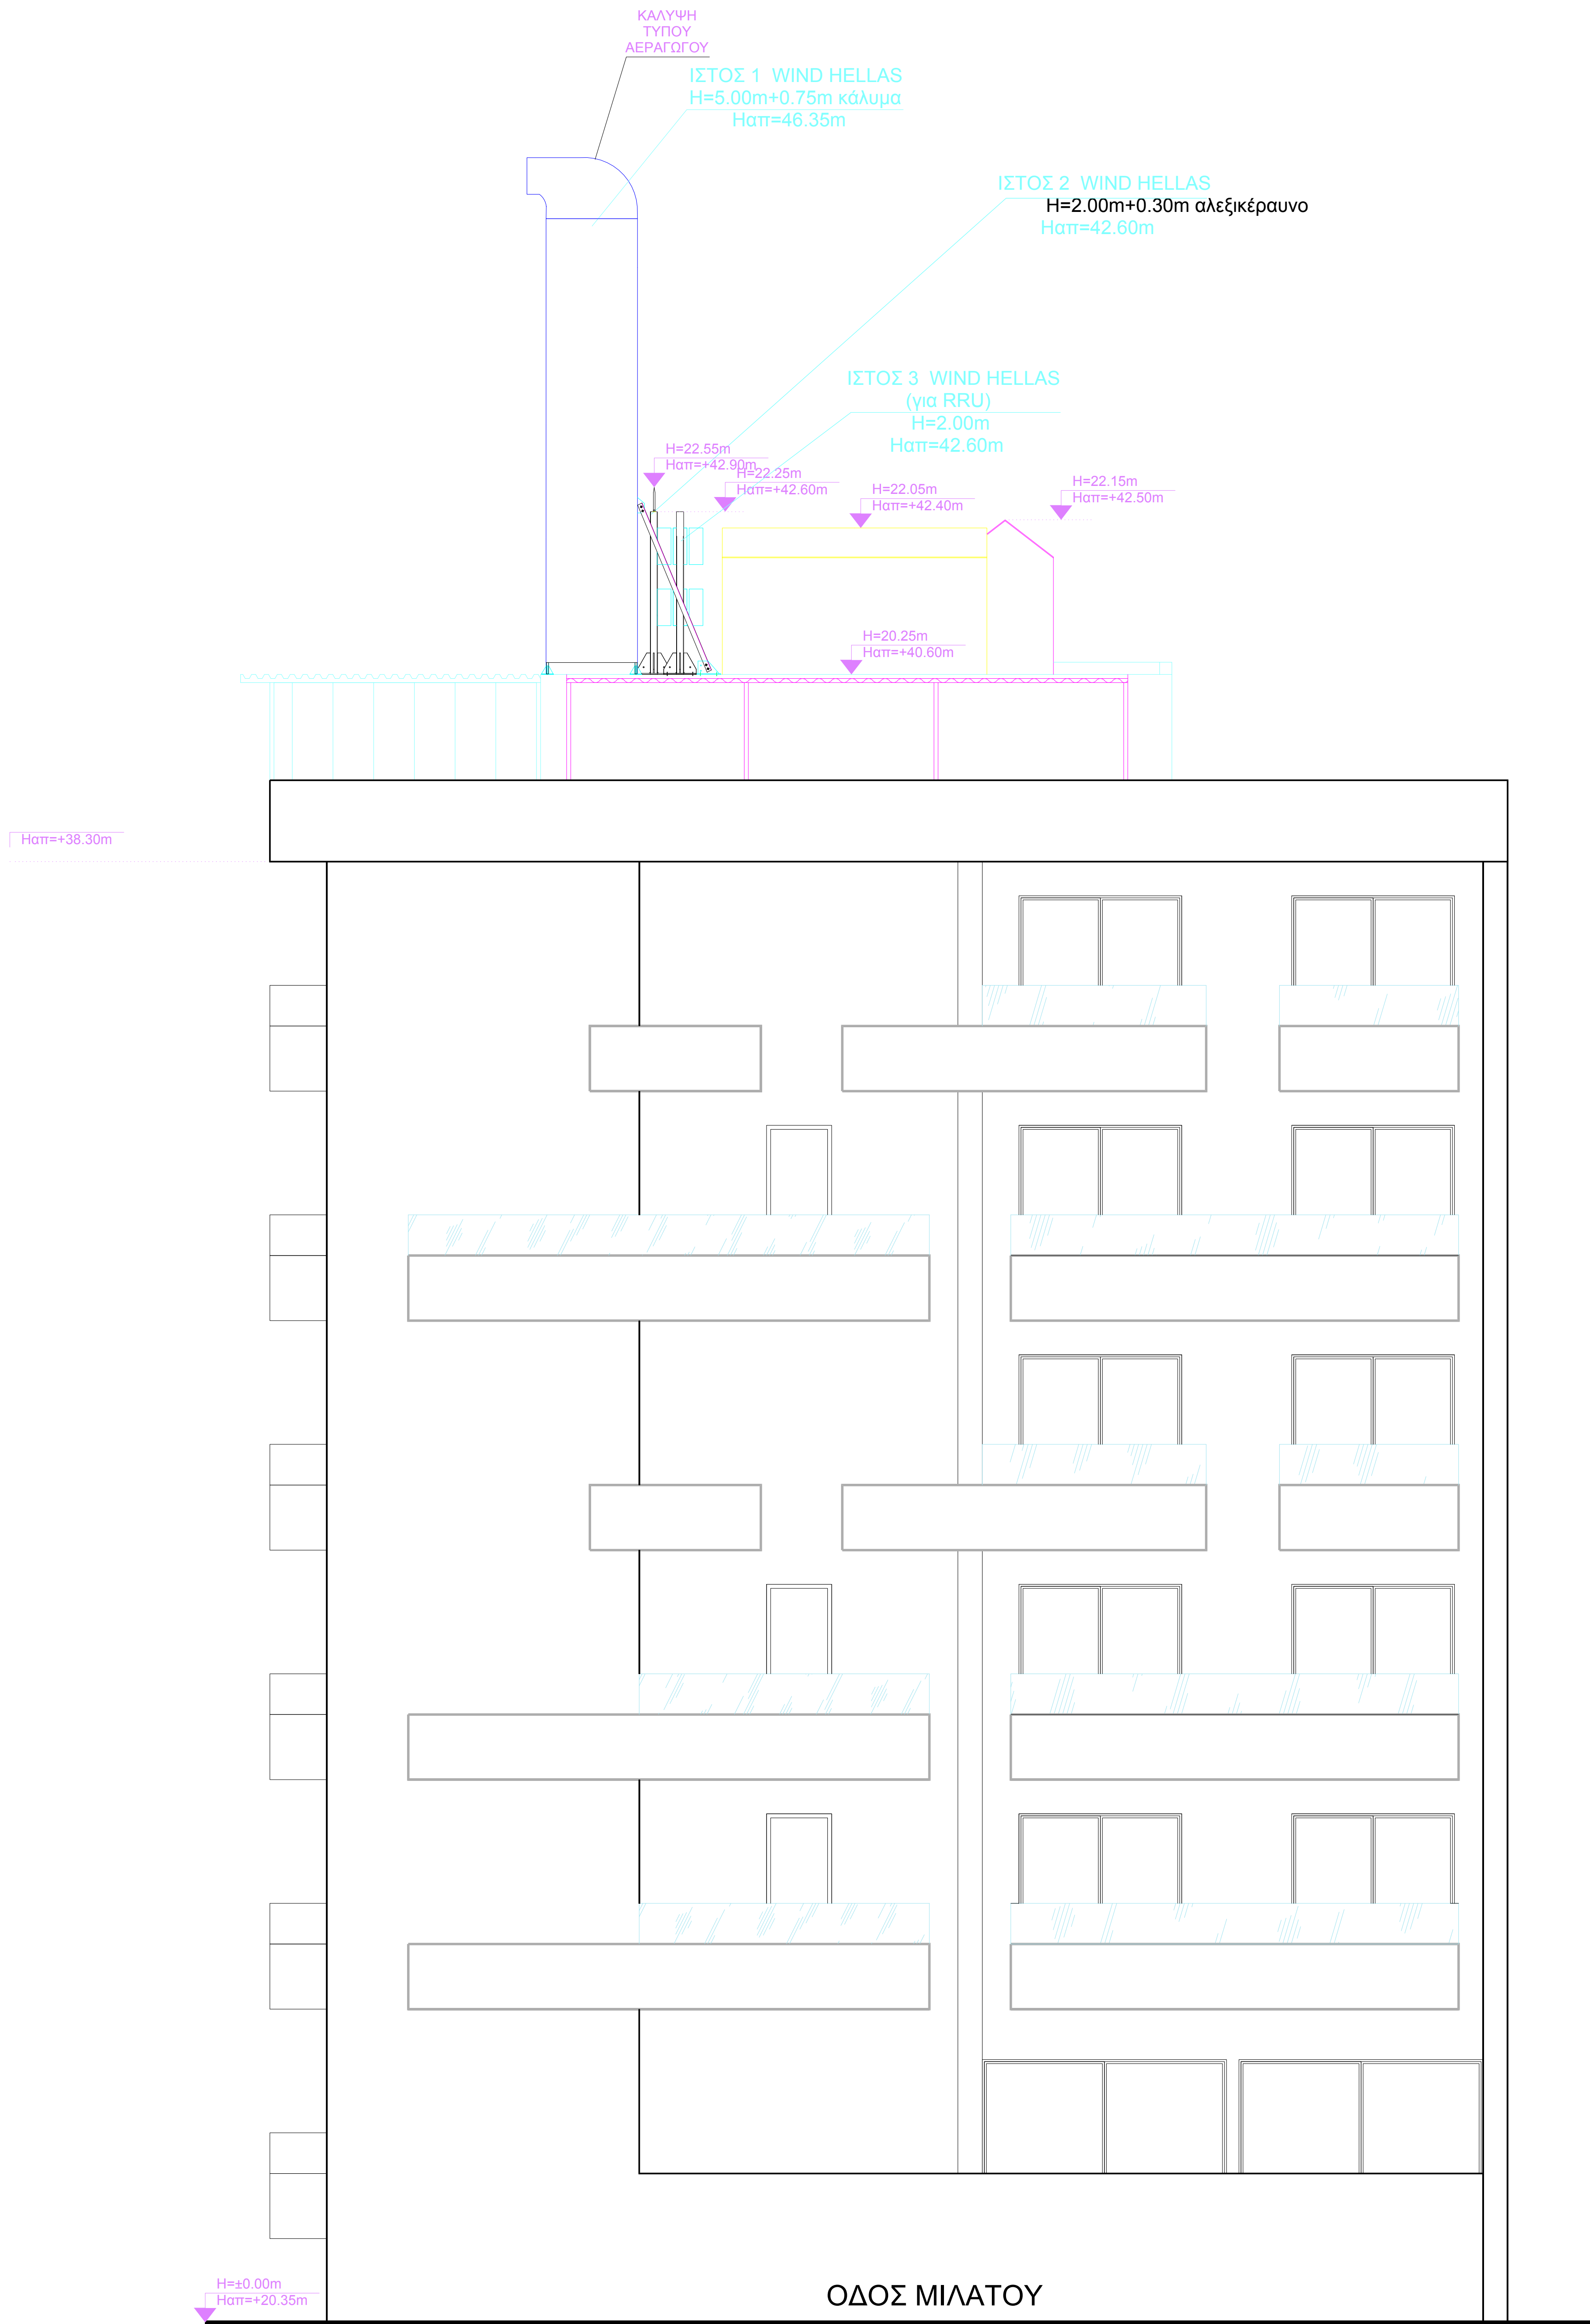 ΚΑΛΥΨΗ
ΤΥΠΟΥ
ΑΕΡΑΓΩΓΟΥ
ΙΣΤΟΣ 1 WIND HELLAS
H=5.00m+0.75m κάλυμα
Hαπ=46.35m
ΙΣΤΟΣ 2 WIND HELLAS
H=2.00m+0.30m αλεξικέραυνο
Hαπ=42.60m
ΙΣΤΟΣ 3 WIND HELLAS
(για RRU)
H=2.00m
Hαπ=42.60m
H=22.55m
Hαπ=+42.90m
H=22.25m
Hαπ=+42.60m
H=22.05m
Hαπ=+42.40m
H=22.15m
Hαπ=+42.50m
H=20.25m
Hαπ=+40.60m
Hαπ=+38.30m
H=±0.00m
Hαπ=+20.35m
ΟΔΟΣ ΜΙΛΑΤΟΥ